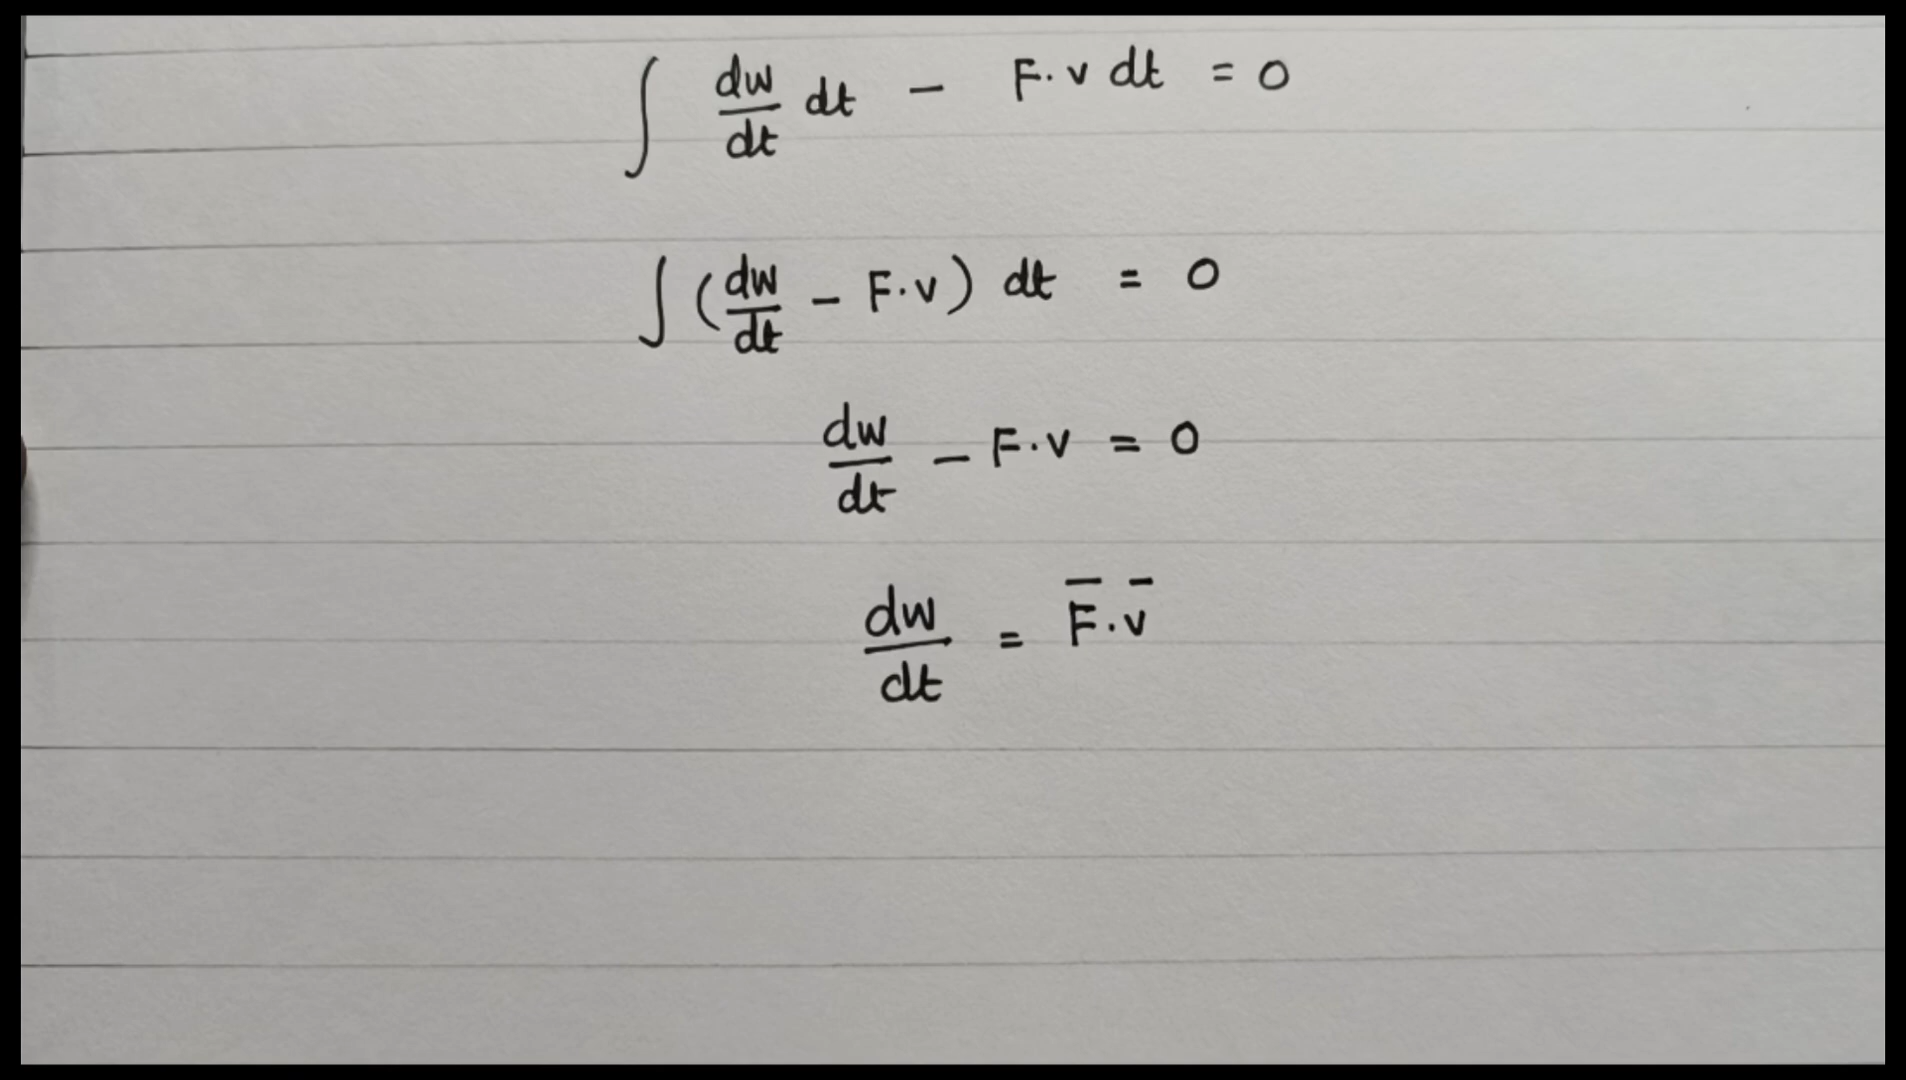 ∫ dw/dt dt − F·v dt = 0
∫ (dw/dt − F·v) dt = 0
dw/dt − F·v = 0
dw/dt = F̅·v̅